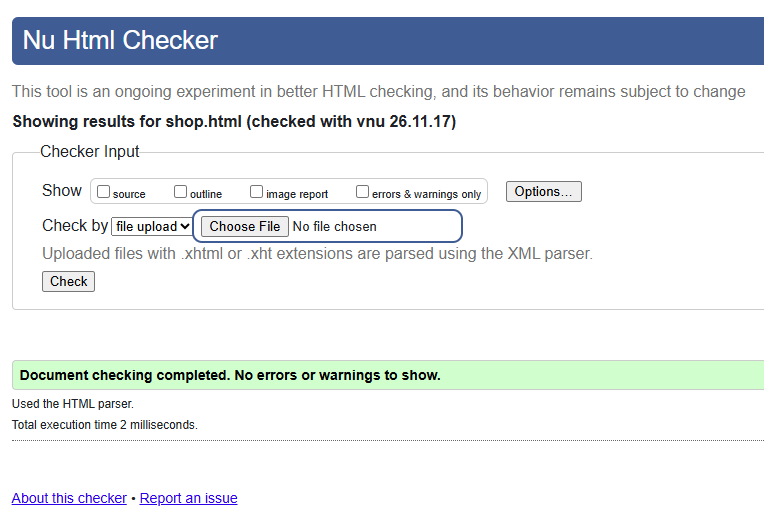 Nu Html Checker
This tool is an ongoing experiment in better HTML checking, and its behavior remains subject to change
Showing results for shop.html (checked with vnu 26.11.17)
Checker Input
Show source outline image report errors & warnings only Options...
Check by file upload Choose File No file chosen
Uploaded files with .xhtml or .xht extensions are parsed using the XML parser.
Check
Document checking completed. No errors or warnings to show.
Used the HTML parser.
Total execution time 2 milliseconds.
About this checker • Report an issue